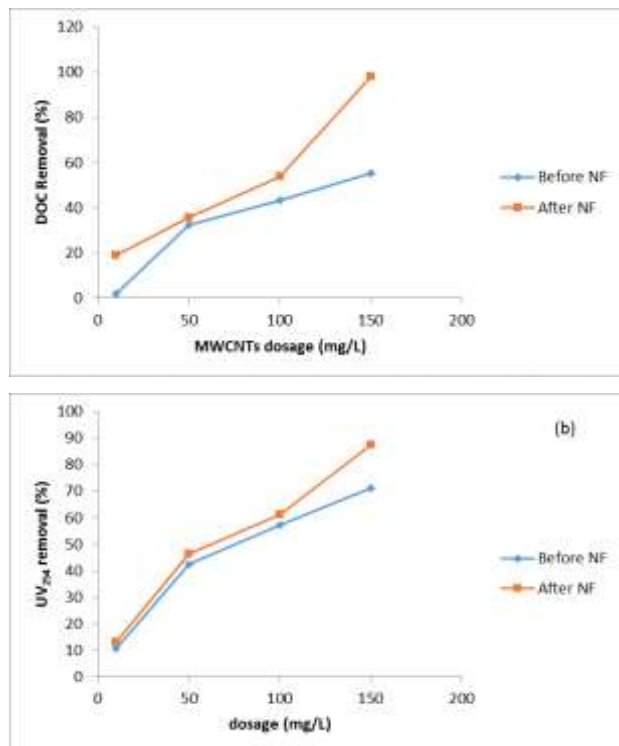 120
100
80
60
40
20
0
DOC Removal (%)
0 50 100 150 200
MWCNTs dosage (mg/L)
Before NF
After NF
(b)
100
90
80
70
60
50
40
30
20
10
0
UV254 removal (%)
0 50 100 150 200
dosage (mg/L)
Before NF
After NF